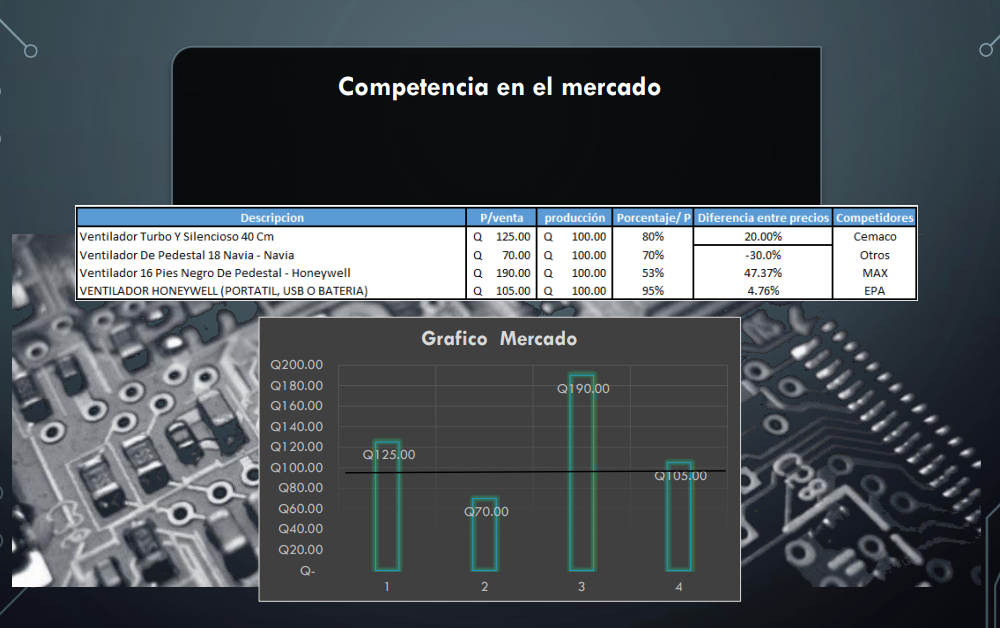 Competencia en el mercado
Descripcion P/venta producción Porcentaje/ P Diferencia entre precios Competidores
Ventilador Turbo Y Silencioso 40 Cm Q 125.00 Q 100.00 80% 20.00% Cemaco
Ventilador De Pedestal 18 Navia - Navia Q 70.00 Q 100.00 70% -30.0% Otros
Ventilador 16 Pies Negro De Pedestal - Honeywell Q 190.00 Q 100.00 53% 47.37% MAX
VENTILADOR HONEYWELL (PORTATIL, USB O BATERIA) Q 105.00 Q 100.00 95% 4.76% EPA
Grafico Mercado
Q200.00
Q180.00
Q160.00
Q140.00
Q120.00
Q100.00
Q80.00
Q60.00
Q40.00
Q20.00
Q-
Q125.00
Q70.00
Q190.00
Q105.00
1 2 3 4